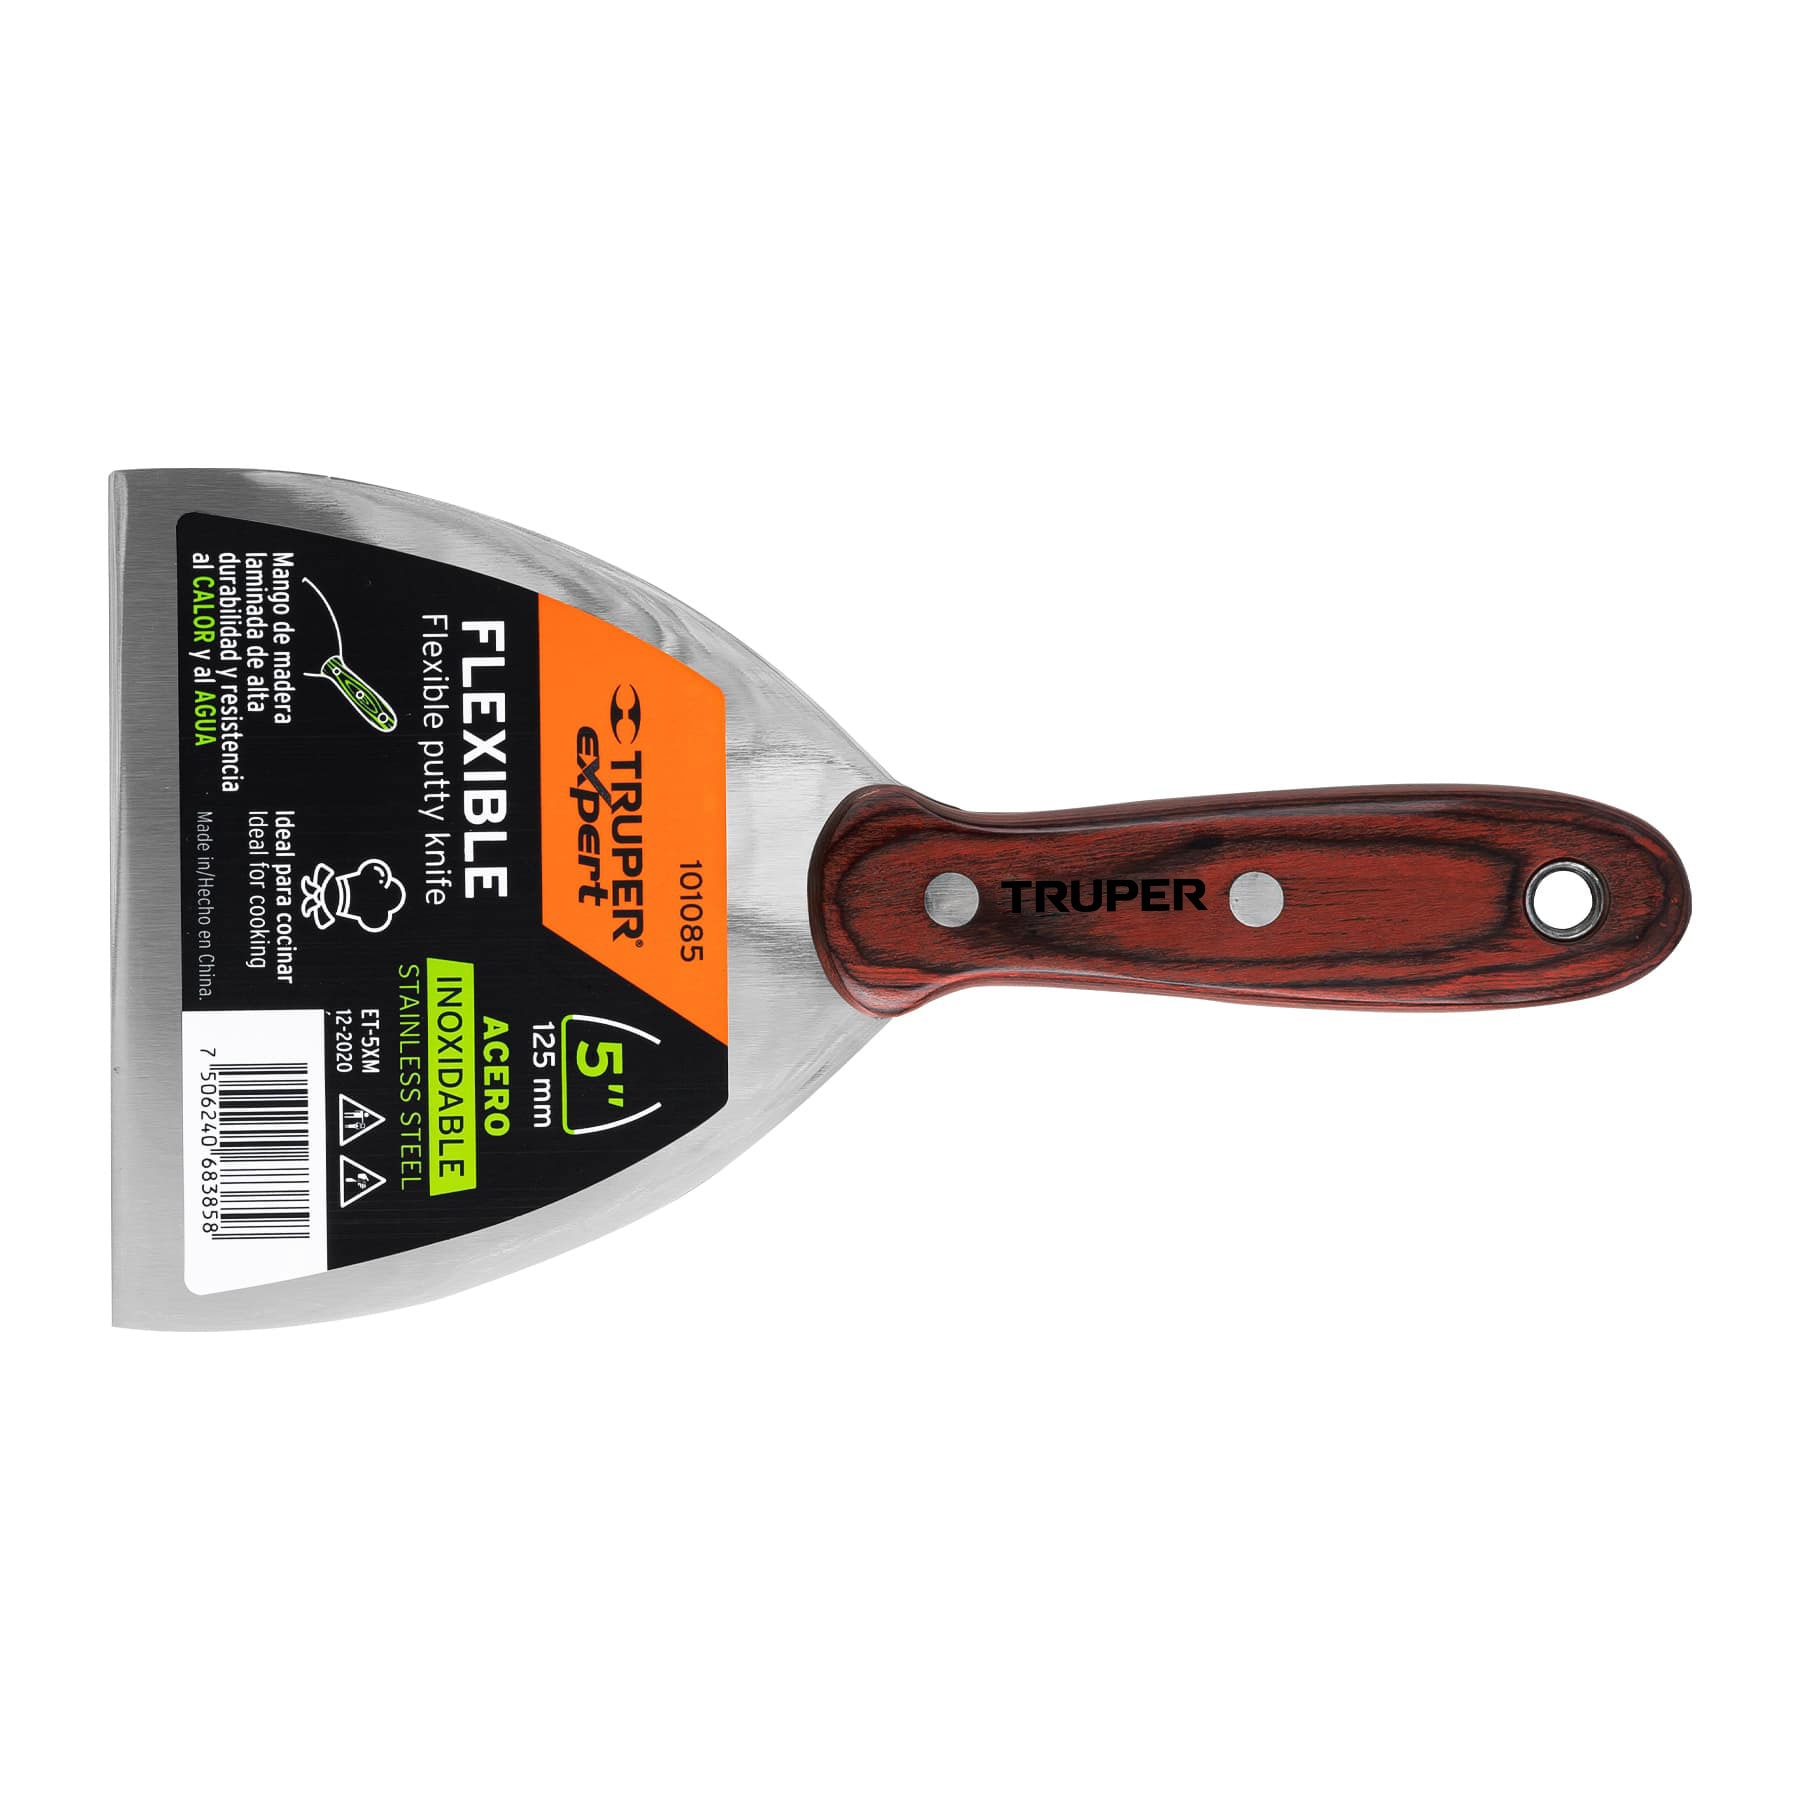 101085
TRUPER®
expert
FLEXIBLE
Flexible putty knife
5"
125 mm
ACERO
INOXIDABLE
STAINLESS STEEL
Mango de madera
laminada de alta
durabilidad y resistencia
al CALOR y al AGUA
Ideal para cocinar
Ideal for cooking
Made in/Hecho en China.
ET-5XM
12-2020
7 506240 683858
TRUPER